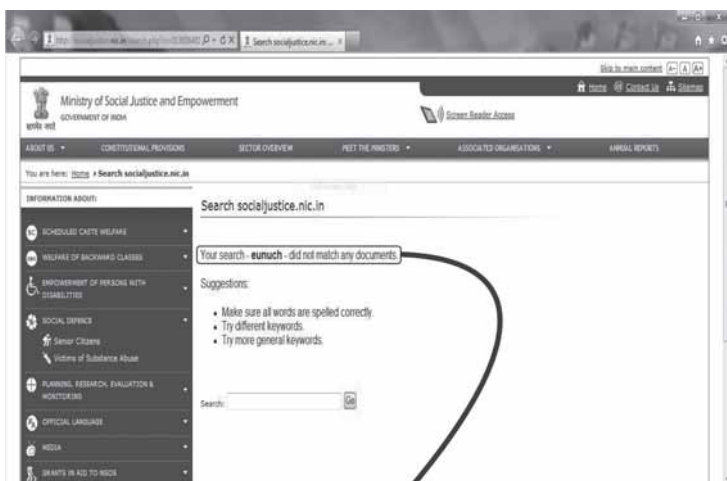 Search socialjustice.nic.in ...
Skip to main content A- A A+
Home Contact Us Sitemap
Ministry of Social Justice and Empowerment
GOVERNMENT OF INDIA
सत्यमेव जयते
Screen Reader Access
ABOUT US CONSTITUTIONAL PROVISIONS SECTOR OVERVIEW MEET THE MINISTERS ASSOCIATED ORGANISATIONS ANNUAL REPORTS
You are here: Home › Search socialjustice.nic.in
INFORMATION ABOUT:
Search socialjustice.nic.in
SC SCHEDULED CASTE WELFARE
WELFARE OF BACKWARD CLASSES
Your search - eunuch - did not match any documents.
EMPOWERMENT OF PERSONS WITH
DISABILITIES
Suggestions:
• Make sure all words are spelled correctly.
• Try different keywords.
• Try more general keywords.
SOCIAL DEFENCE
Senior Citizens
Victims of Substance Abuse
PLANNING, RESEARCH, EVALUATION &
MONITORING
Search: Go
OFFICIAL LANGUAGE
MEDIA
GRANTS IN AID TO NGOS